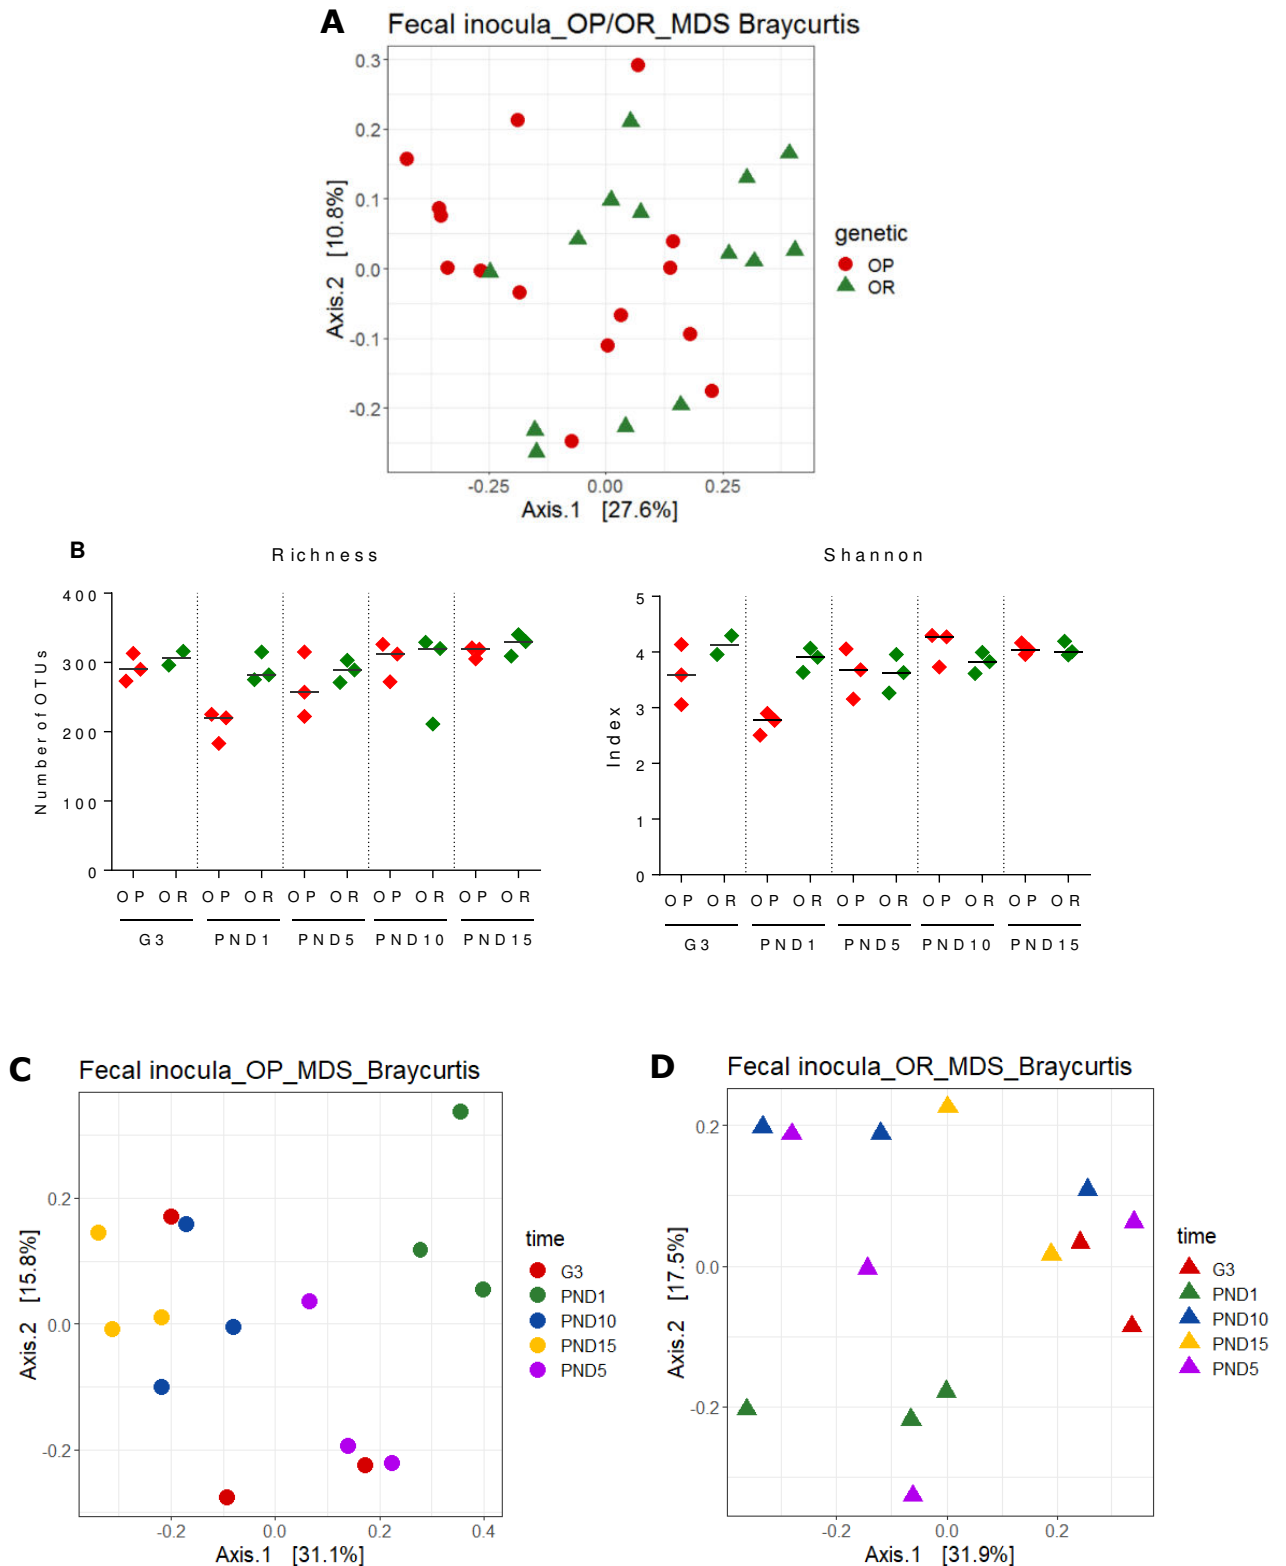 A Fecal inocula_OP/OR_MDS Braycurtis
0.3
0.2
0.1
0.0
-0.1
-0.2
Axis.2 [10.8%]
-0.25 0.00 0.25
Axis.1 [27.6%]
genetic
OP
OR
B
Richness
Number of OTUs
400
300
200
100
0
OP OR OP OR OP OR OP OR OP OR
G3 PND1 PND5 PND10 PND15
Shannon
Index
5
4
3
2
1
0
OP OR OP OR OP OR OP OR OP OR
G3 PND1 PND5 PND10 PND15
C Fecal inocula_OP_MDS_Braycurtis
0.2
0.0
-0.2
Axis.2 [15.8%]
-0.2 0.0 0.2 0.4
Axis.1 [31.1%]
time
G3
PND1
PND10
PND15
PND5
D Fecal inocula_OR_MDS_Braycurtis
0.2
0.0
-0.2
Axis.2 [17.5%]
-0.2 0.0 0.2
Axis.1 [31.9%]
time
G3
PND1
PND10
PND15
PND5